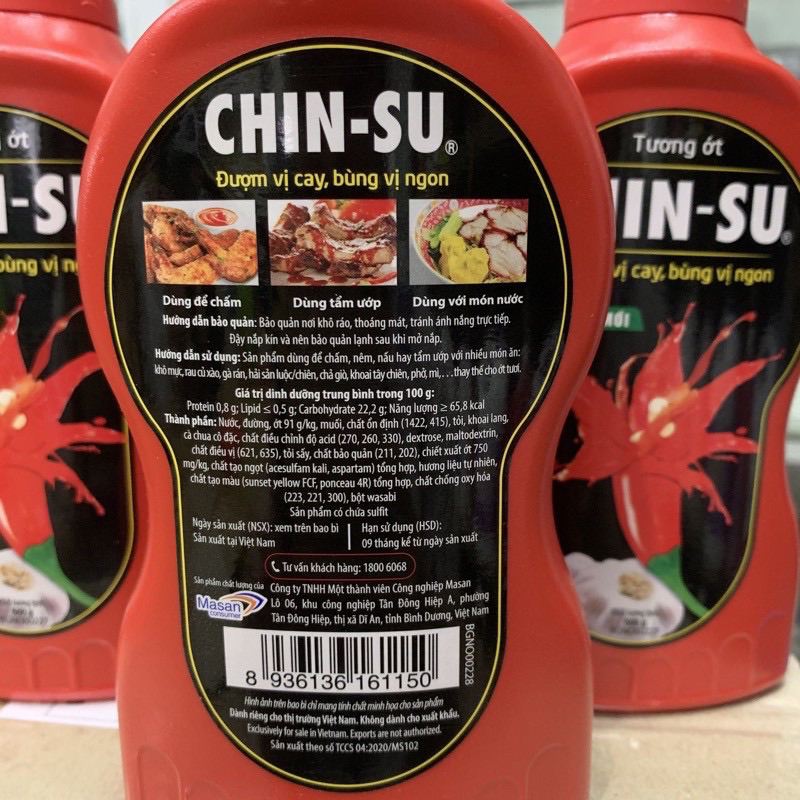 CHIN-SU®
Đượm vị cay, bùng vị ngon
Dùng để chấm
Dùng tẩm ướp
Dùng với món nước
Hướng dẫn bảo quản: Bảo quản nơi khô ráo, thoáng mát, tránh ánh nắng trực tiếp.
Đậy nắp kín và nên bảo quản lạnh sau khi mở nắp.
Hướng dẫn sử dụng: Sản phẩm dùng để chấm, nêm, nấu hay tẩm ướp với nhiều món ăn:
khô mực, rau củ xào, gà rán, hải sản luộc/chiên, chả giò, khoai tây chiên, phở, mì,...thay thế cho ớt tươi.
Giá trị dinh dưỡng trung bình trong 100 g:
Protein 0,8 g; Lipid ≤ 0,5 g; Carbohydrate 22,2 g; Năng lượng ≥ 65,8 kcal
Thành phần: Nước, đường, ớt 91 g/kg, muối, chất ổn định (1422, 415), tỏi, khoai lang,
cà chua cô đặc, chất điều chỉnh độ acid (270, 260, 330), dextrose, maltodextrin,
chất điều vị (621, 635), tỏi sấy, chất bảo quản (211, 202), chiết xuất ớt 750
mg/kg, chất tạo ngọt (acesulfam kali, aspartam) tổng hợp, hương liệu tự nhiên,
chất tạo màu (sunset yellow FCF, ponceau 4R) tổng hợp, chất chống oxy hóa
(223, 221, 300), bột wasabi
Sản phẩm có chứa sulfit
Ngày sản xuất (NSX): xem trên bao bì
Sản xuất tại Việt Nam
Hạn sử dụng (HSD):
09 tháng kể từ ngày sản xuất
Tư vấn khách hàng: 1800 6068
Sản phẩm chất lượng của
Masan
consumer
Công ty TNHH Một thành viên Công nghiệp Masan
Lô 06, khu công nghiệp Tân Đông Hiệp A, phường
Tân Đông Hiệp, thị xã Dĩ An, tỉnh Bình Dương, Việt Nam
BGNO00228
8 936136 161150
Hình ảnh trên bao bì chỉ mang tính chất minh họa cho sản phẩm
Dành riêng cho thị trường Việt Nam. Không dành cho xuất khẩu.
Exclusively for sale in Vietnam. Exports are not authorized.
Sản xuất theo số TCCS 04:2020/MS102
ớt
I-SU
bùng vị n
Tương ớt
IN-SU®
vị cay, bùng vị ngon
MỚI